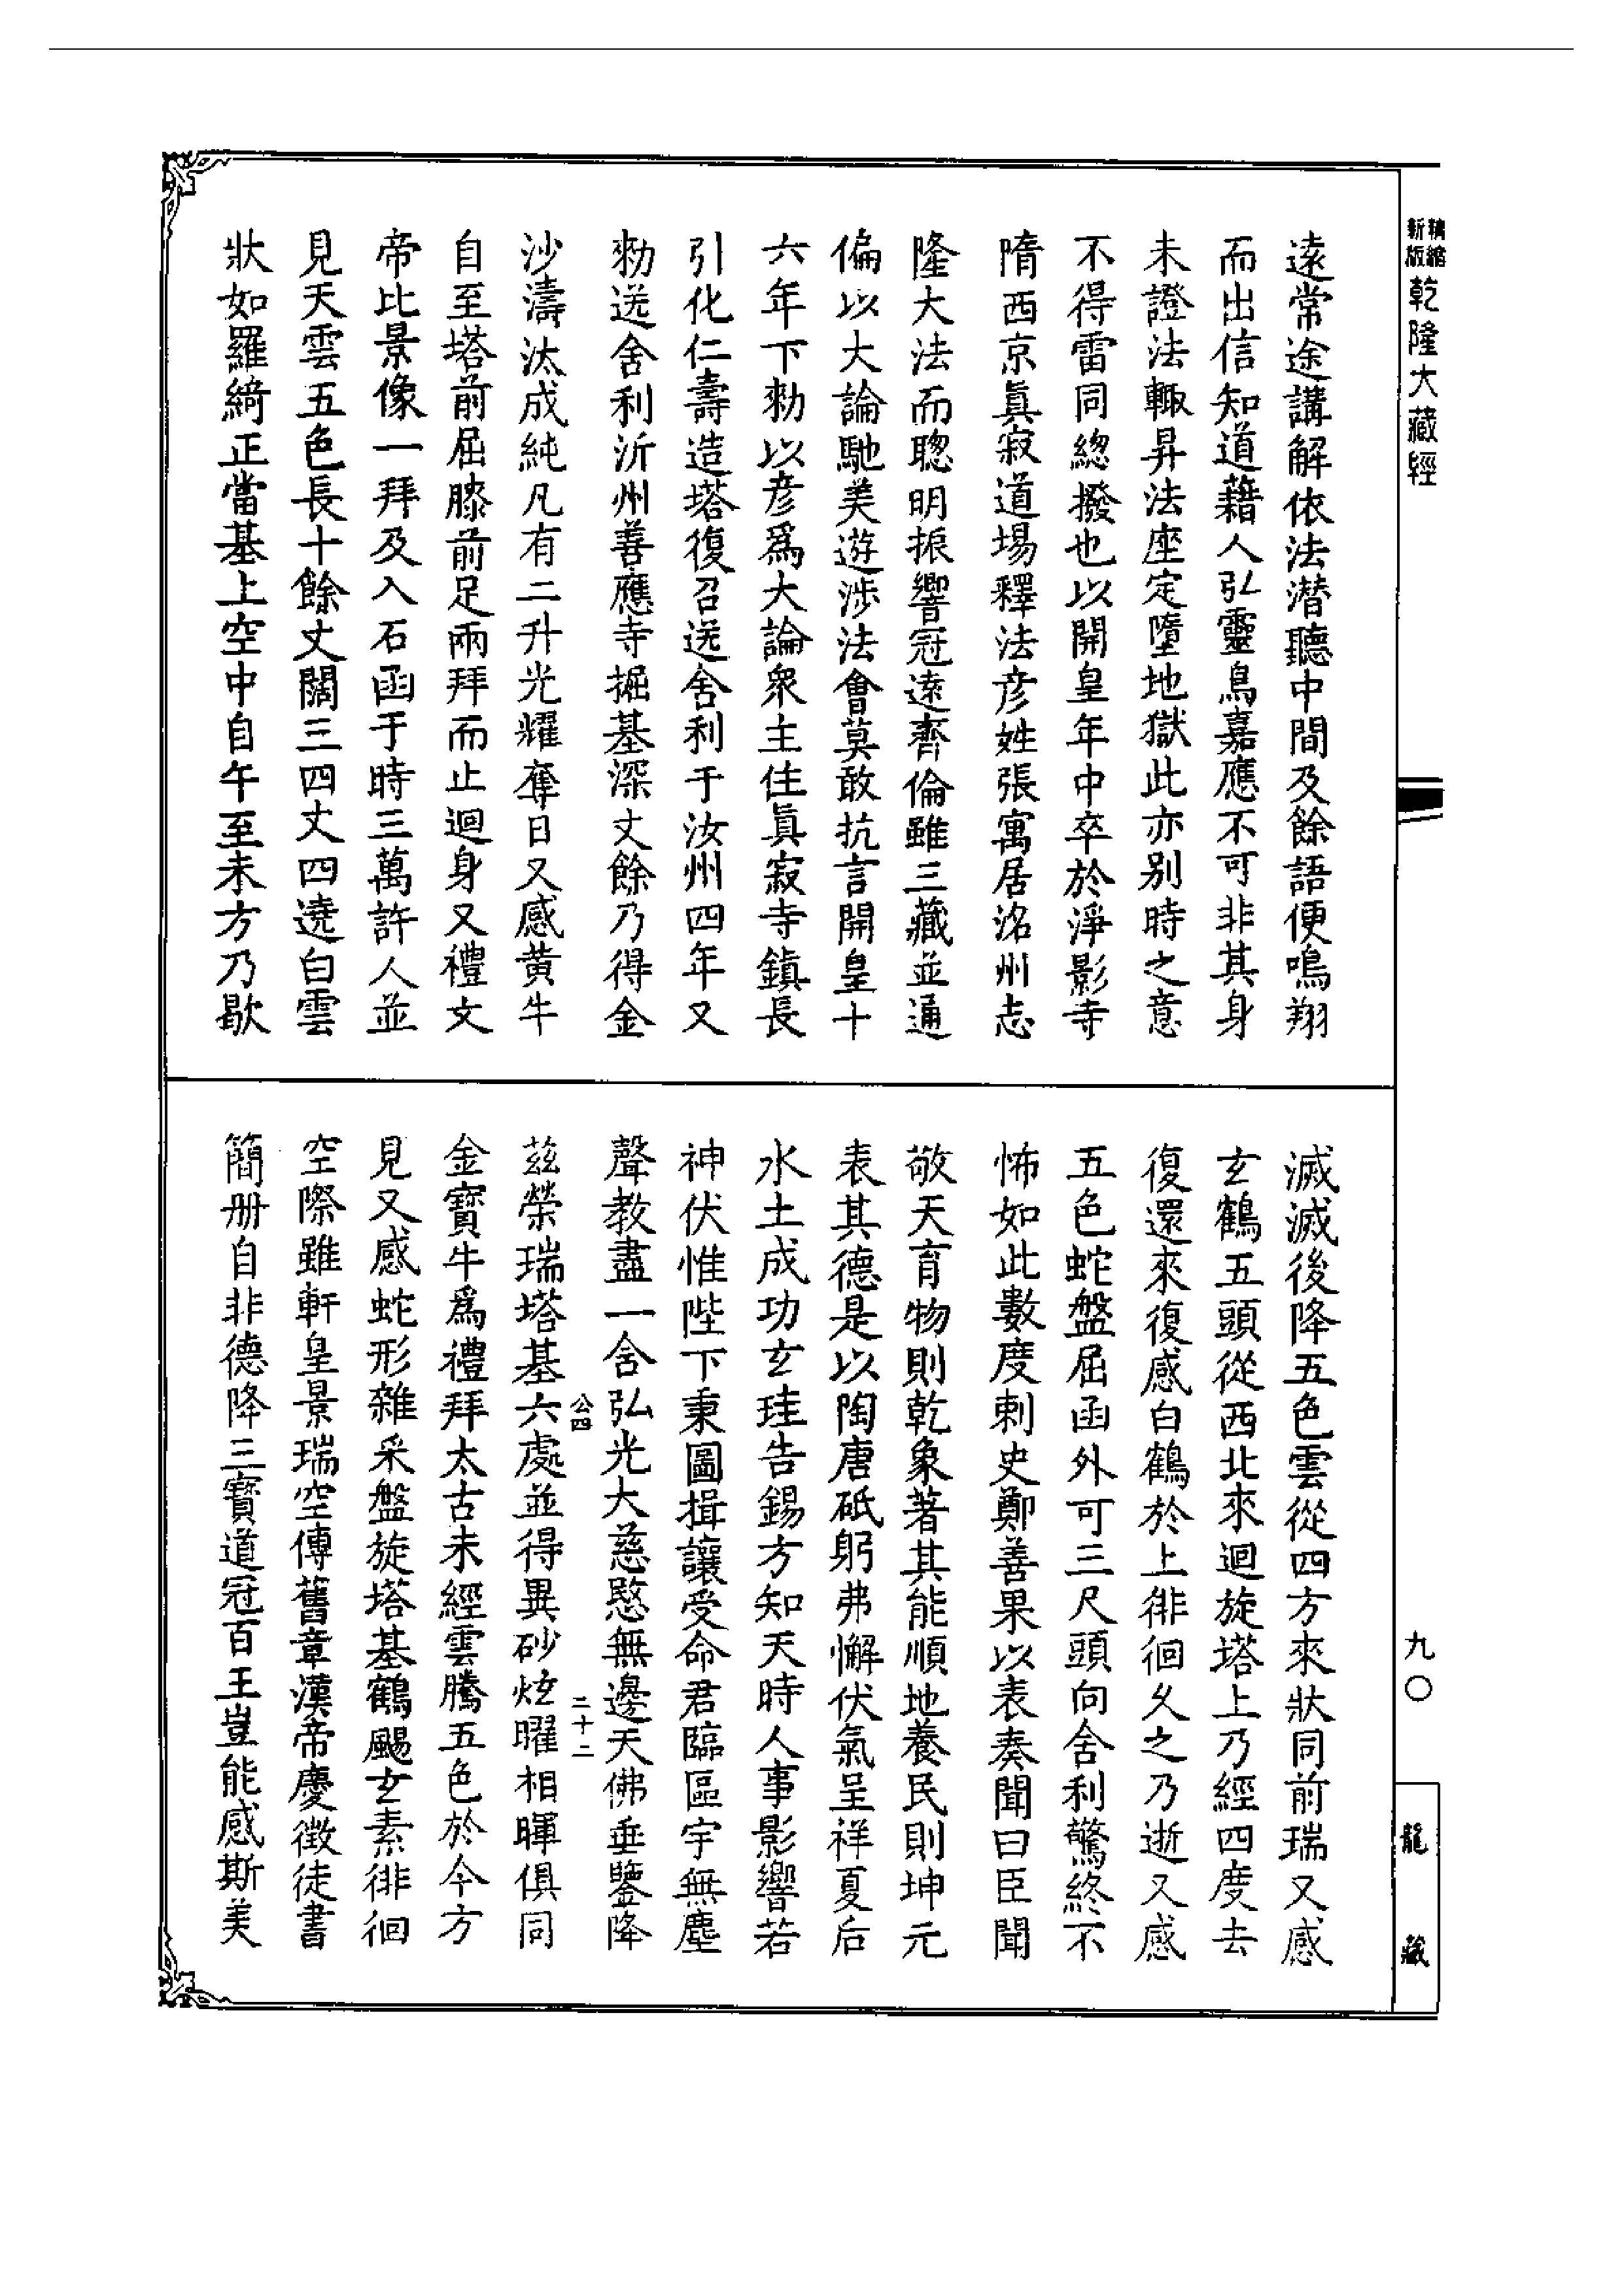 精縮新版乾隆大藏經
遠常途講解依法潛聽中間及餘語便鳴翔
而出信知道藉人弘靈鳥嘉應不可非其身
未證法輙昇法座定墮地獄此亦別時之意
不得雷同總撥也以開皇年中卒於淨影寺
隋西京眞寂道場釋法彥姓張寓居洺州志
隆大法而聰明振響冠遠齊倫雖三藏並通
偏以大論馳美遊涉法會莫敢抗言開皇十
六年下勑以彥爲大論衆主住眞寂寺鎮長
引化仁壽造塔復召送舍利于汝州四年又
勑送舍利沂州善應寺掘基深丈餘乃得金
沙濤汰成純凡有二升光耀奪日又感黄牛
自至塔前屈膝前足兩拜而止迴身又禮文
帝比景像一拜及入石函于時三萬許人並
見天雲五色長十餘丈闊三四丈四遶白雲
狀如羅綺正當基上空中自午至未方乃歇
滅滅後降五色雲從四方來狀同前瑞又感
玄鶴五頭從西北來迴旋塔上乃經四度去
復還來復感白鶴於上徘徊久之乃逝又感
五色蛇盤屈函外可三尺頭向舍利驚終不
怖如此數度刺史鄭善果以表奏聞曰臣聞
敬天育物則乾象著其能順地養民則坤元
表其德是以陶唐砥躬弗懈伏氣呈祥夏后
水土成功玄珪告錫方知天時人事影響若
神伏惟陛下秉圖揖讓受命君臨區宇無塵
聲教盡一含弘光大慈愍無邊天佛垂鑒降
公四 二十二
茲榮瑞塔基六處並得異砂炫曜相暉俱同
金寶牛爲禮拜太古未經雲騰五色於今方
見又感蛇形雜采盤旋塔基鶴颺玄素徘徊
空際雖軒皇景瑞空傳舊章漢帝慶徵徒書
簡册自非德降三寶道冠百王豈能感斯美
九〇
龍藏